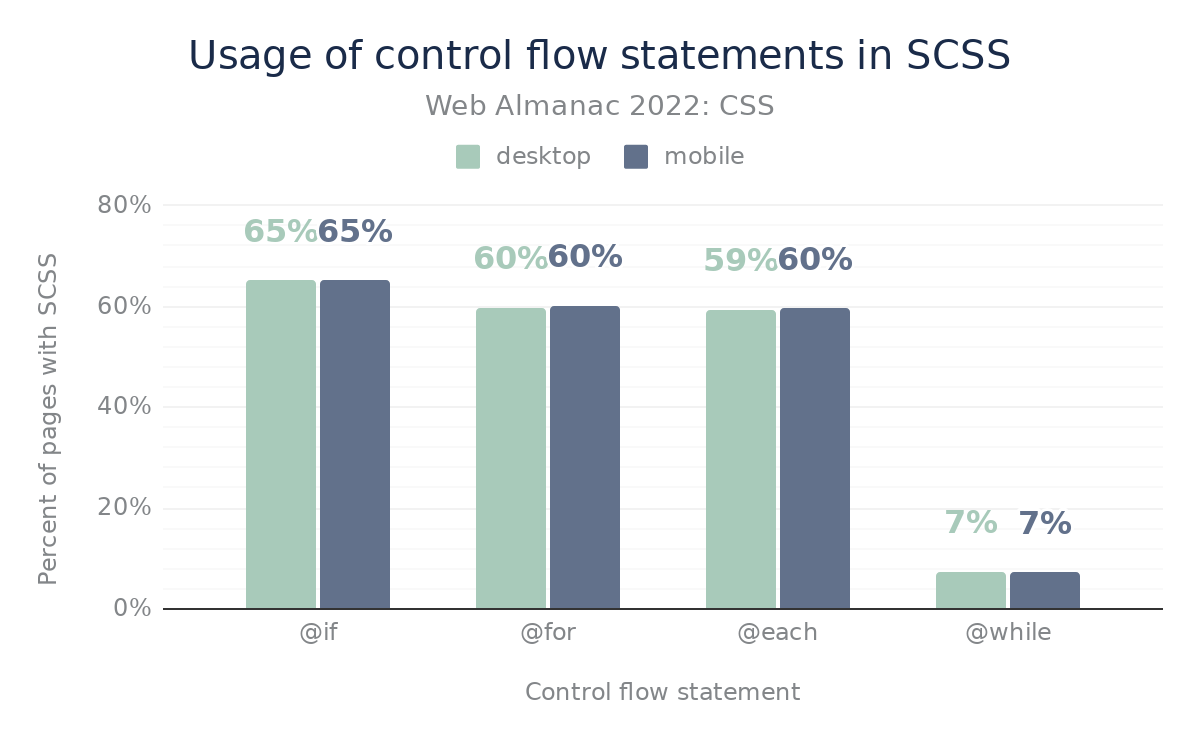 Usage of control flow statements in SCSS
Web Almanac 2022: CSS
desktop mobile
Percent of pages with SCSS
80%
60%
40%
20%
0%
65% 65%
60% 60%
59% 60%
7% 7%
@if @for @each @while
Control flow statement